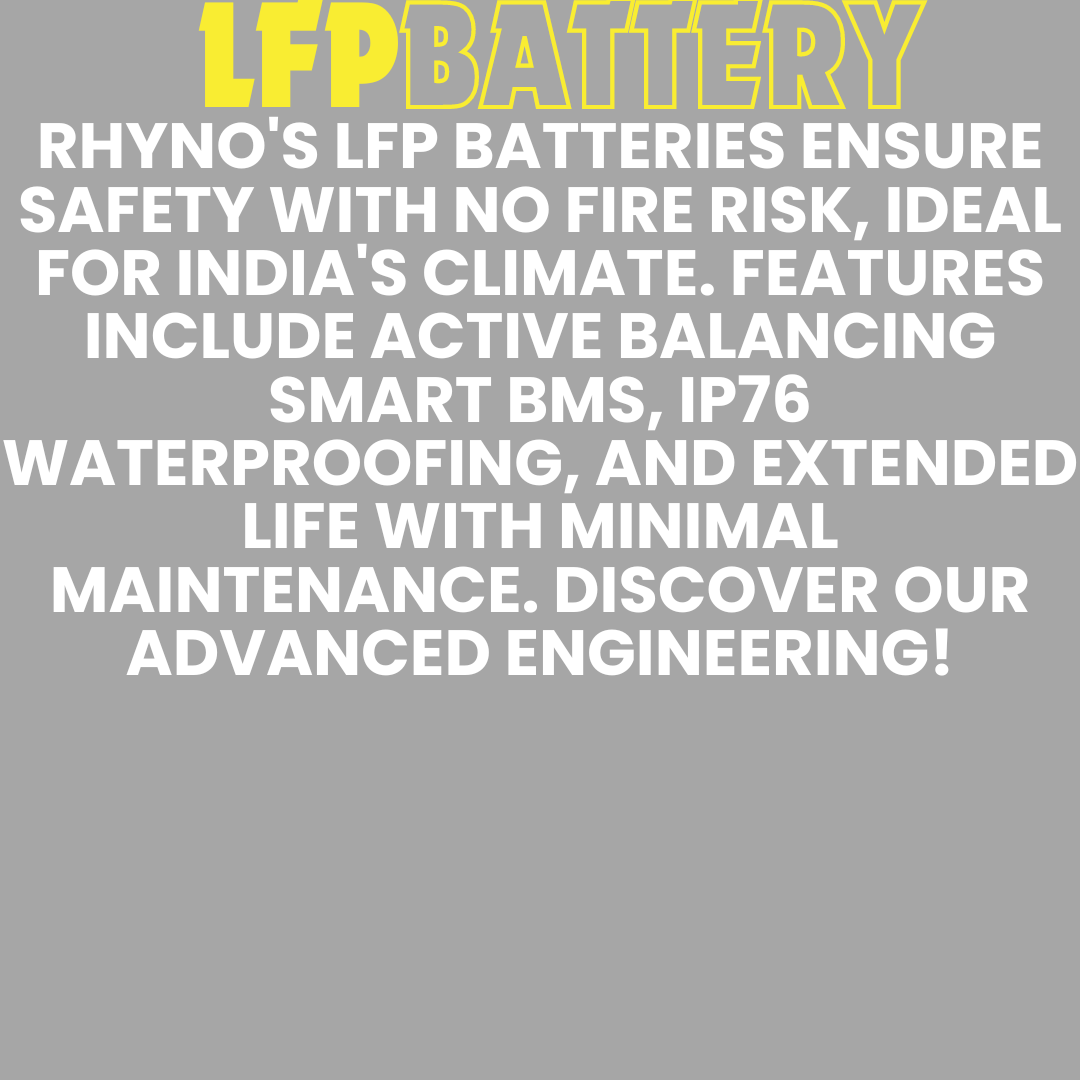 LFPBATTERY
RHYNO'S LFP BATTERIES ENSURE
SAFETY WITH NO FIRE RISK, IDEAL
FOR INDIA'S CLIMATE. FEATURES
INCLUDE ACTIVE BALANCING
SMART BMS, IP76
WATERPROOFING, AND EXTENDED
LIFE WITH MINIMAL
MAINTENANCE. DISCOVER OUR
ADVANCED ENGINEERING!